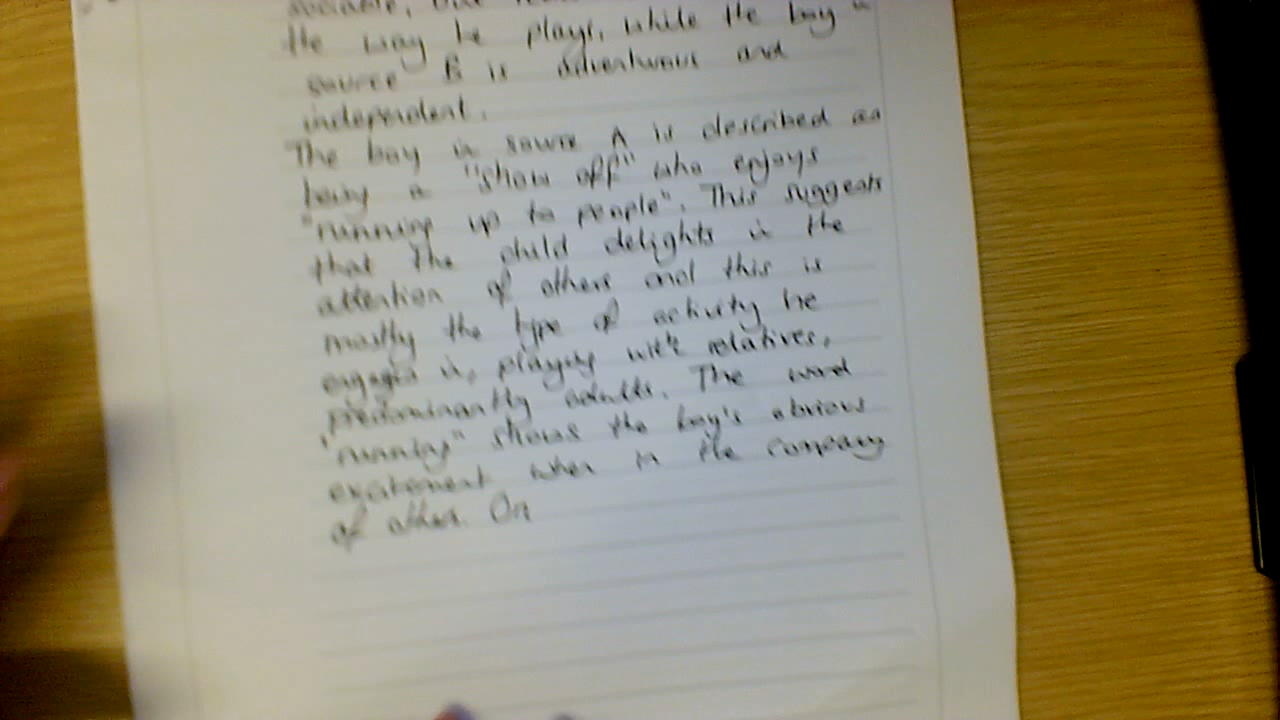 sociable,
the way he plays, while the boy in
source B is adventurous and
independent.
The boy in source A is described as
being a "show off" who enjoys
"running up to people". This suggests
that the child delights in the
attention of others and this is
mostly the type of activity he
engages in, playing with relatives,
predominantly adults. The word
"running" shows the boy's obvious
excitement when in the company
of others. On